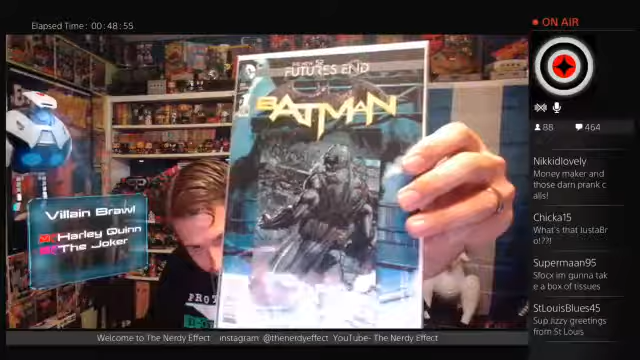 Elapsed Time : 00:48:55
ON AIR
88
464
FUTURES END
BATMAN
Villain Brawl
Harley Quinn
The Joker
PROT
Nikkidlovely
Money maker and
those darn prank c
alls!
Chicka15
What's that JustaBr
o!??!
Supermaan95
Sfocx im gunna tak
e a box of tissues
StLouisBlues45
Sup Jizzy greetings
from St Louis
Welcome to The Nerdy Effect instagram @thenerdyeffect YouTube- The Nerdy Effect